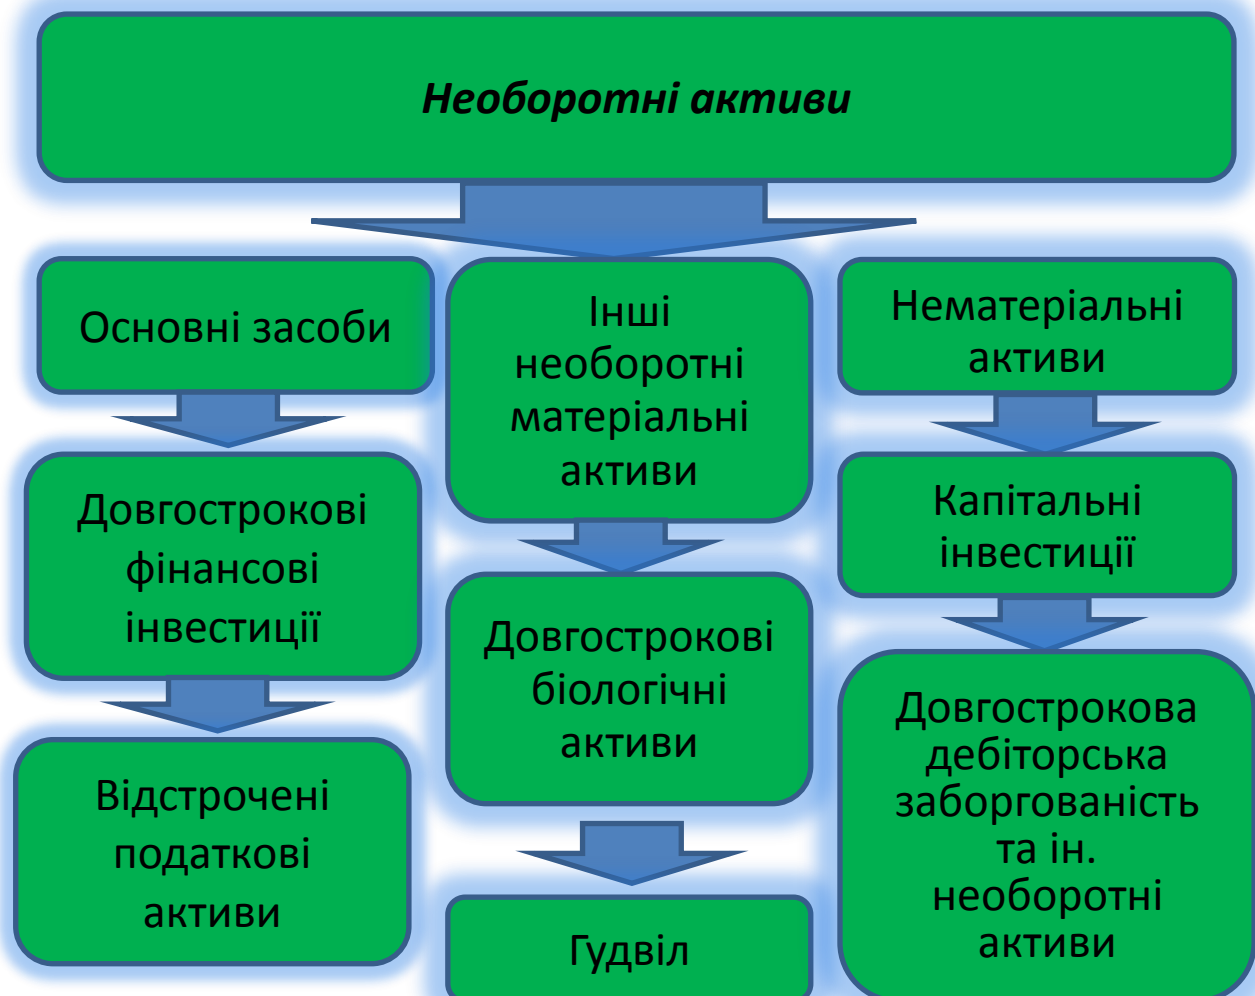 Необоротні активи
Основні засоби
Інші
необоротні
матеріальні
активи
Нематеріальні
активи
Довгострокові
фінансові
інвестиції
Довгострокові
біологічні
активи
Капітальні
інвестиції
Відстрочені
податкові
активи
Гудвіл
Довгострокова
дебіторська
заборгованість
та ін.
необоротні
активи